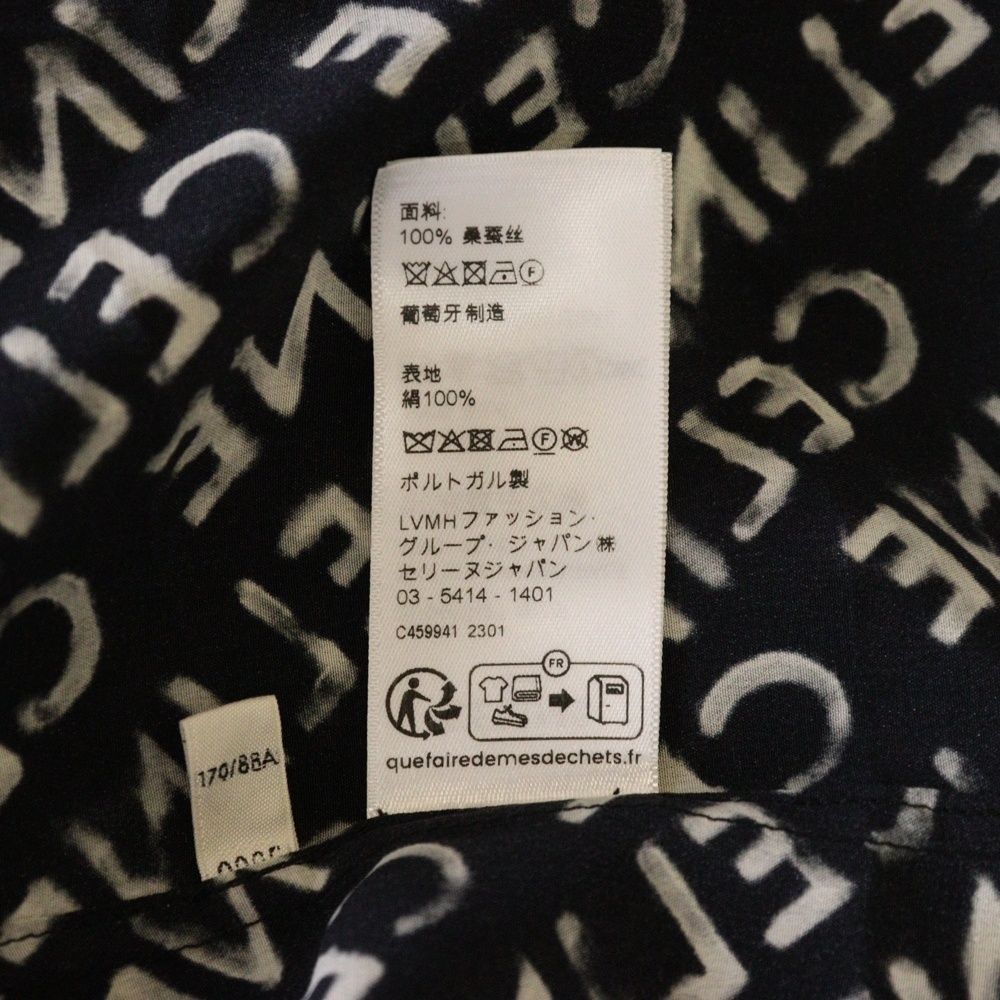 面料:
100% 桑蚕丝
F
葡萄牙制造
表地
絹100%
F W
ポルトガル製
LVMHファッション・
グループ・ジャパン㈱
セリーヌジャパン
03 - 5414 - 1401
C459941 2301
FR
quefairedemesdechets.fr
170/88A
CELINE